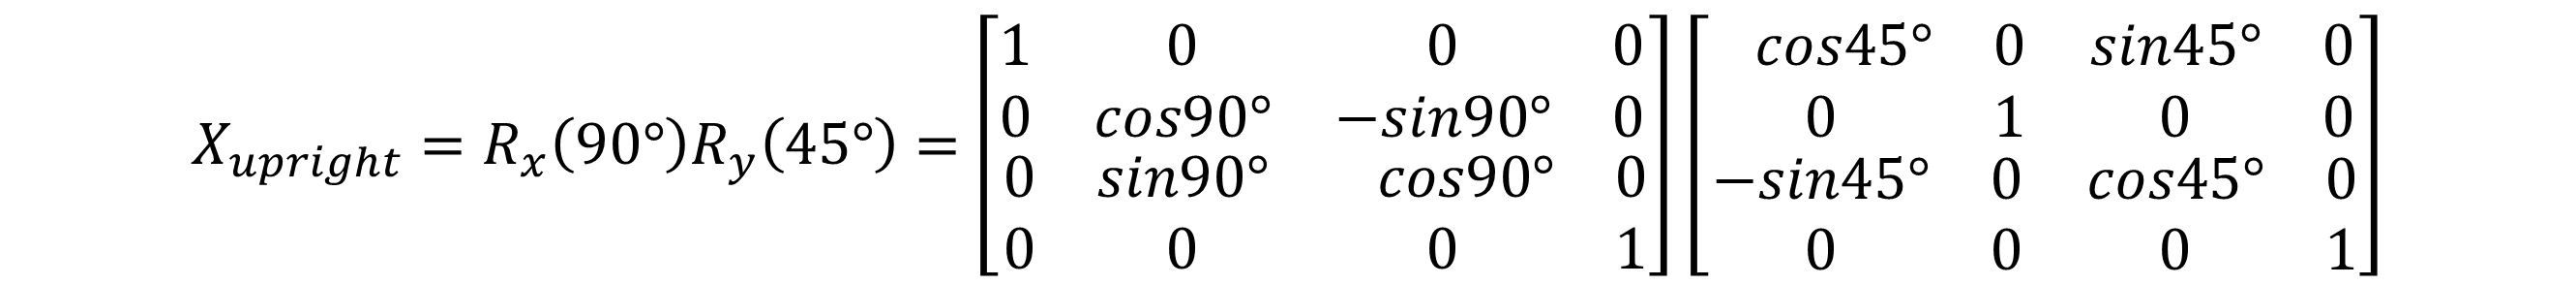 1 0 0 0 cos45° 0 sin45° 0
0 cos90° −sin90° 0 0 1 0 0
X_upright = R_x(90°)R_y(45°) =
0 sin90° cos90° 0 −sin45° 0 cos45° 0
0 0 0 1 0 0 0 1